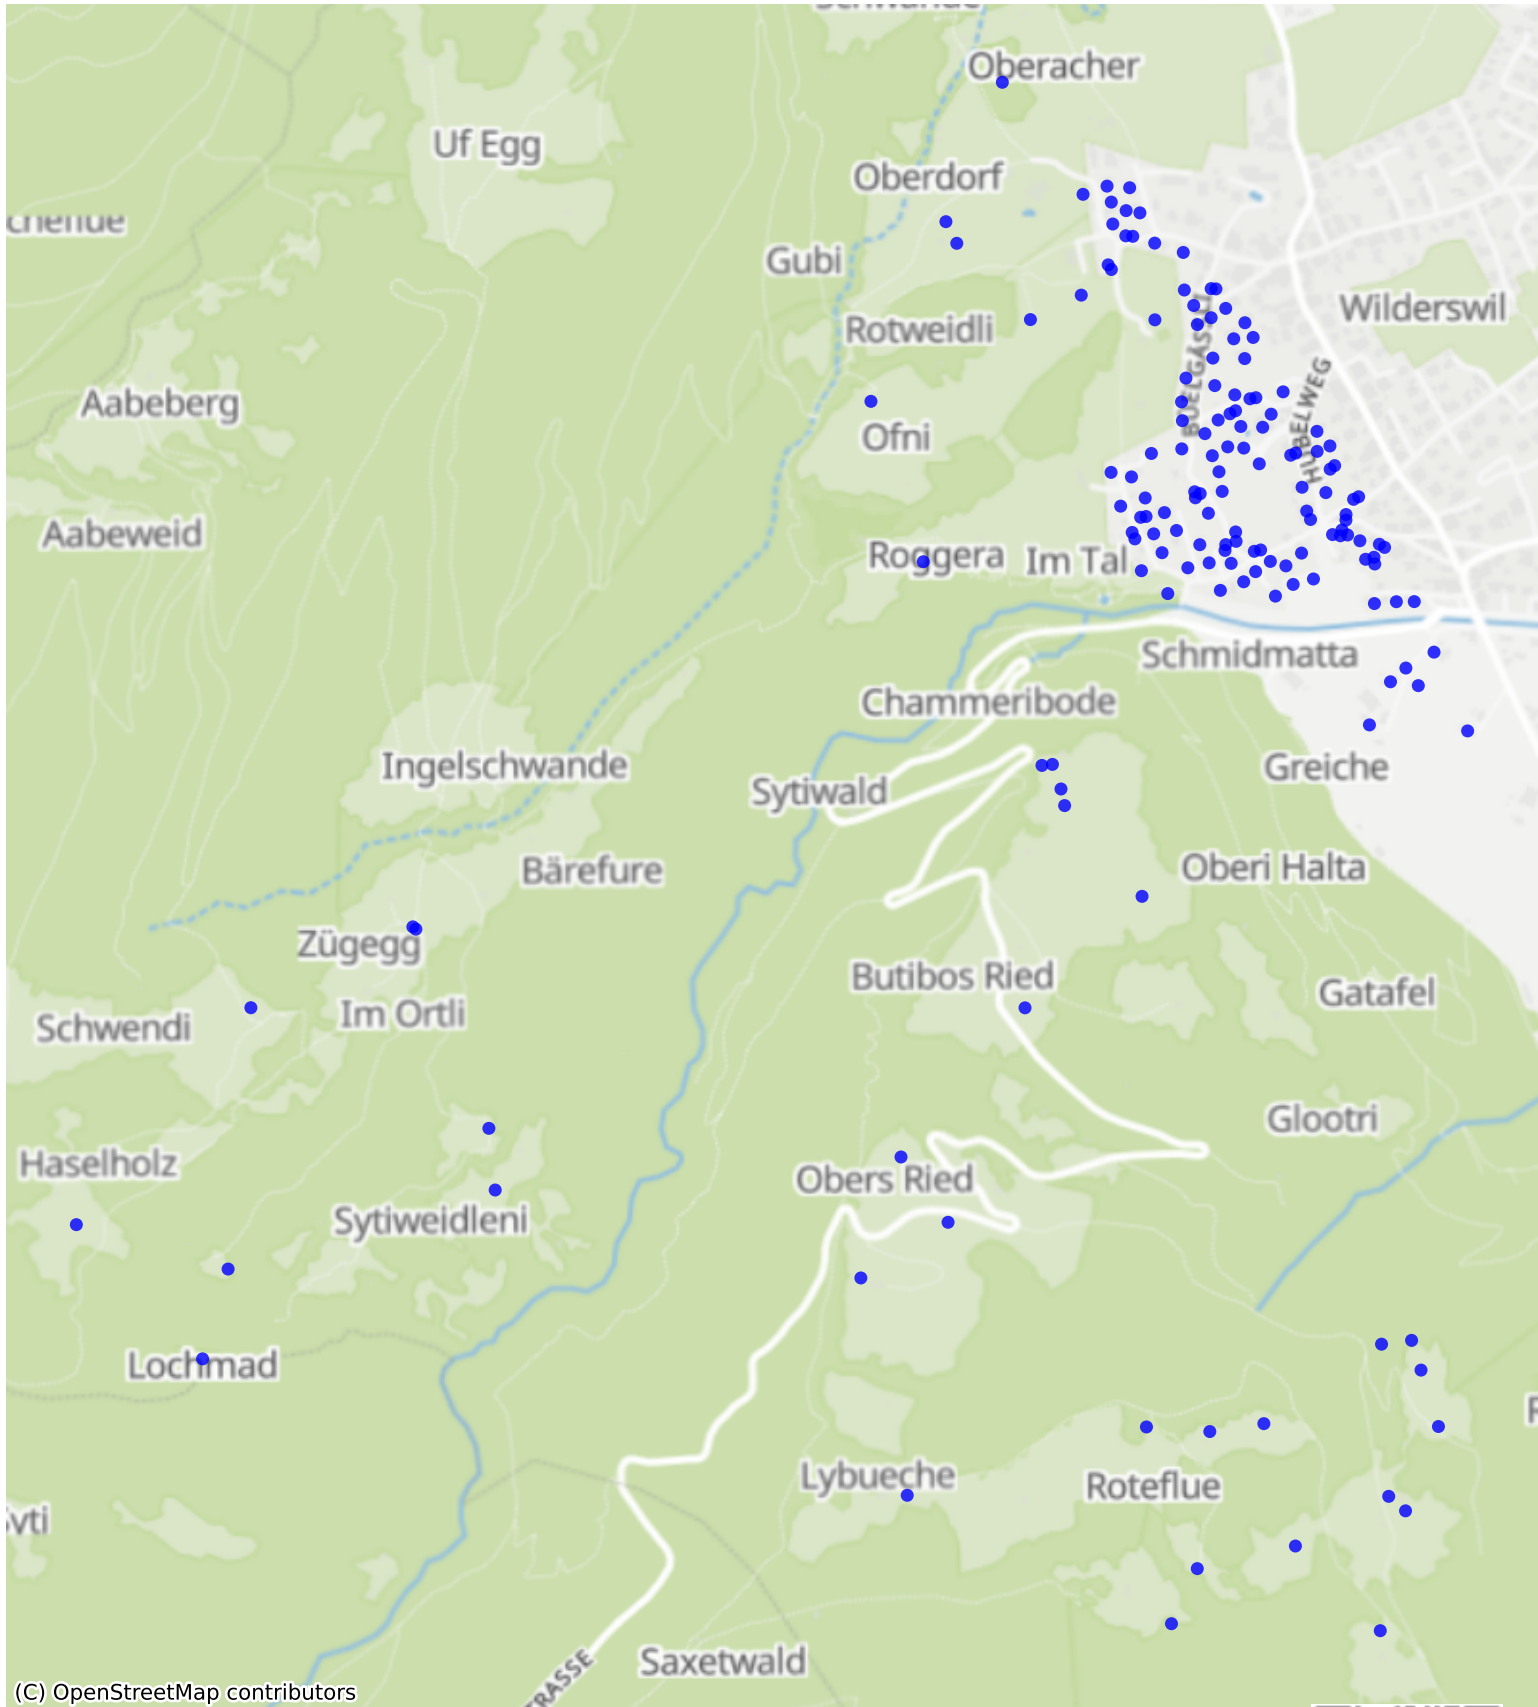 Oberacher
Uf Egg
Oberdorf
Gubi
Wilderswil
Rotweidli
BÜELGÄSSLI
HUBELWEG
Aabeberg
Ofni
Aabeweid
Roggera
Im Tal
Schmidmatta
Chammeribode
Ingelschwande
Greiche
Sytiwald
Bärefure
Oberi Halta
Zügegg
Butibos Ried
Gatafel
Im Ortli
Schwendi
Glootri
Haselholz
Obers Ried
Sytiweidleni
Lochmad
Lybueche
Roteflue
Saxetwald
(C) OpenStreetMap contributors